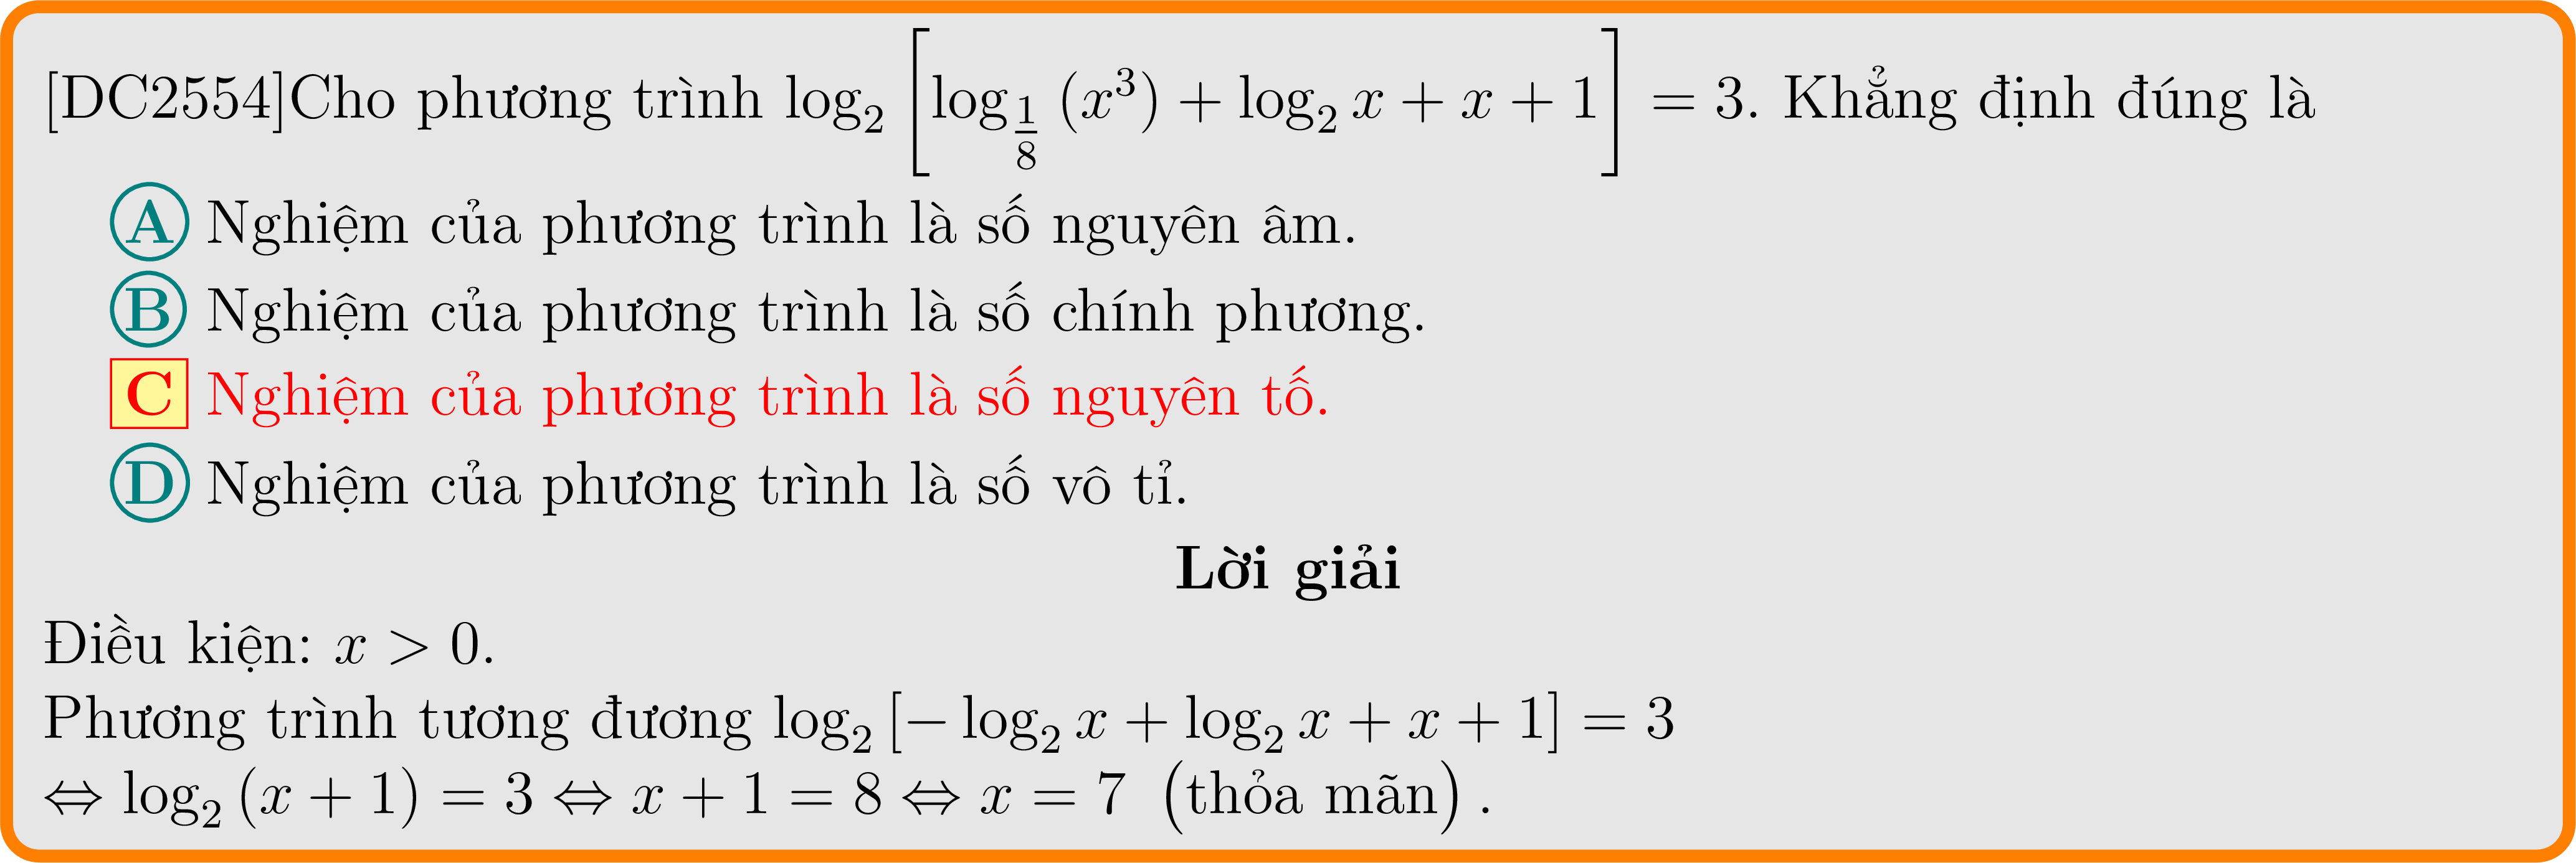 [DC2554]Cho phương trình $\log_2 \left[ \log_{\frac{1}{8}} \left( x^3 \right) + \log_2 x + x + 1 \right] = 3$. Khẳng định đúng là
A Nghiệm của phương trình là số nguyên âm.
B Nghiệm của phương trình là số chính phương.
C Nghiệm của phương trình là số nguyên tố.
D Nghiệm của phương trình là số vô tỉ.
Lời giải
Điều kiện: $x > 0$.
Phương trình tương đương $\log_2 \left[ -\log_2 x + \log_2 x + x + 1 \right] = 3$
$\Leftrightarrow \log_2 (x + 1) = 3 \Leftrightarrow x + 1 = 8 \Leftrightarrow x = 7$ (thỏa mãn).